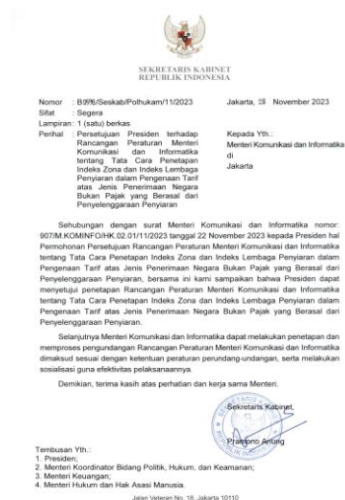 SEKRETARIS KABINET
REPUBLIK INDONESIA
Nomor : B. /Seskab/Polhukam/11/2023 Jakarta, November 2023
Sifat : Segera
Lampiran: 1 (satu) berkas
Perihal : Persetujuan Presiden terhadap Kepada Yth.:
Rancangan Peraturan Menteri Menteri Komunikasi dan Informatika
Komunikasi dan Informatika di
tentang Tata Cara Penetapan Jakarta
Indeks Zona dan Indeks Lembaga
Penyiaran dalam Pengenaan Tarif
atas Jenis Penerimaan Negara
Bukan Pajak yang Berasal dari
Penyelenggaraan Penyiaran
Sehubungan dengan surat Menteri Komunikasi dan Informatika nomor:
907/M.KOMINFO/HK.02.01/11/2023 tanggal 22 November 2023 kepada Presiden hal
Permohonan Persetujuan Rancangan Peraturan Menteri Komunikasi dan Informatika
tentang Tata Cara Penetapan Indeks Zona dan Indeks Lembaga Penyiaran dalam
Pengenaan Tarif atas Jenis Penerimaan Negara Bukan Pajak yang Berasal dari
Penyelenggaraan Penyiaran, bersama ini kami sampaikan bahwa Presiden dapat
menyetujui penetapan Rancangan Peraturan Menteri Komunikasi dan Informatika
tentang Tata Cara Penetapan Indeks Zona dan Indeks Lembaga Penyiaran dalam
Pengenaan Tarif atas Jenis Penerimaan Negara Bukan Pajak yang Berasal dari
Penyelenggaraan Penyiaran.
Selanjutnya Menteri Komunikasi dan Informatika dapat melakukan penetapan dan
memproses pengundangan Rancangan Peraturan Menteri Komunikasi dan Informatika
dimaksud sesuai dengan ketentuan peraturan perundang-undangan, serta melakukan
sosialisasi guna efektivitas pelaksanaannya.
Demikian, terima kasih atas perhatian dan kerja sama Menteri.
Sekretaris Kabinet,
Pramono Anung
Tembusan Yth.:
1. Presiden;
2. Menteri Koordinator Bidang Politik, Hukum, dan Keamanan;
3. Menteri Keuangan;
4. Menteri Hukum dan Hak Asasi Manusia.
Jalan Veteran No. 18, Jakarta 10110